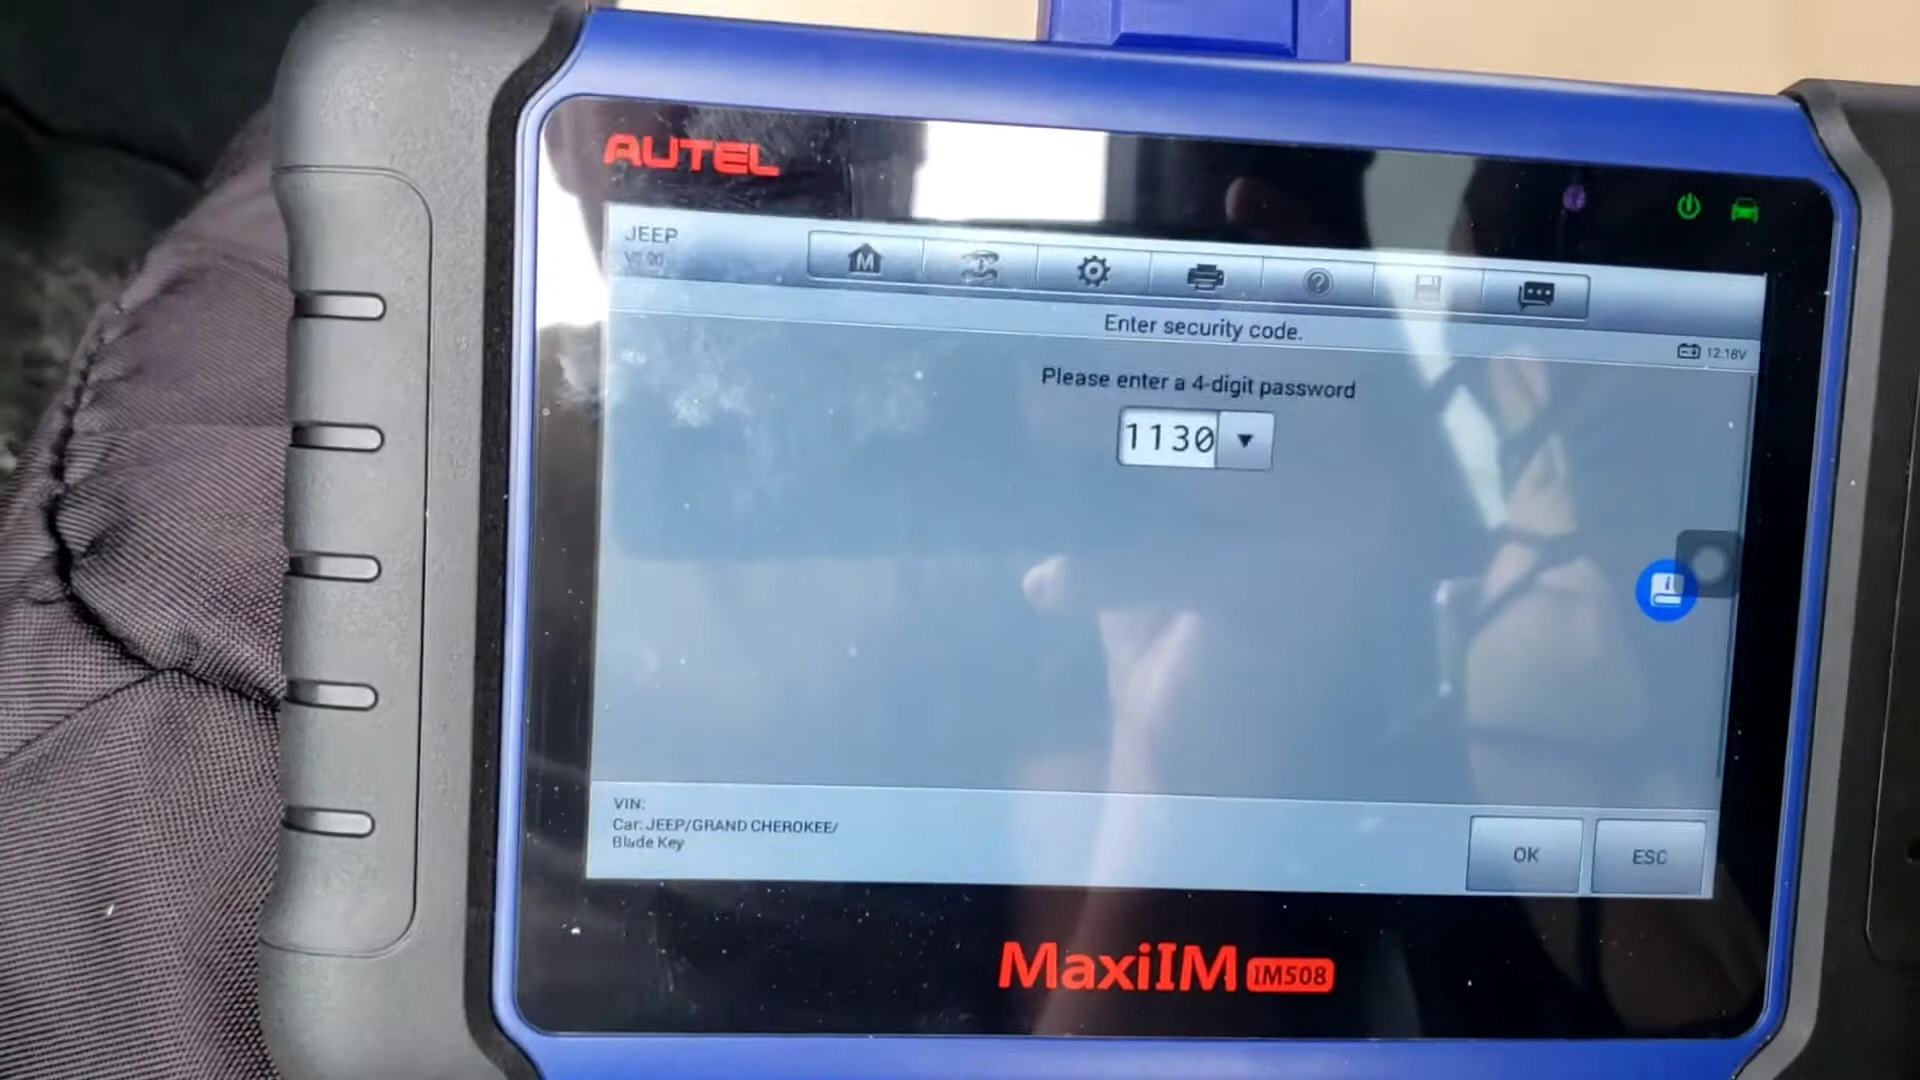 AUTEL
JEEP
M
Enter security code.
12.18V
Please enter a 4-digit password
1130
VIN:
Car: JEEP/GRAND CHEROKEE/
Blade Key
OK
ESC
MaxiIM IM508